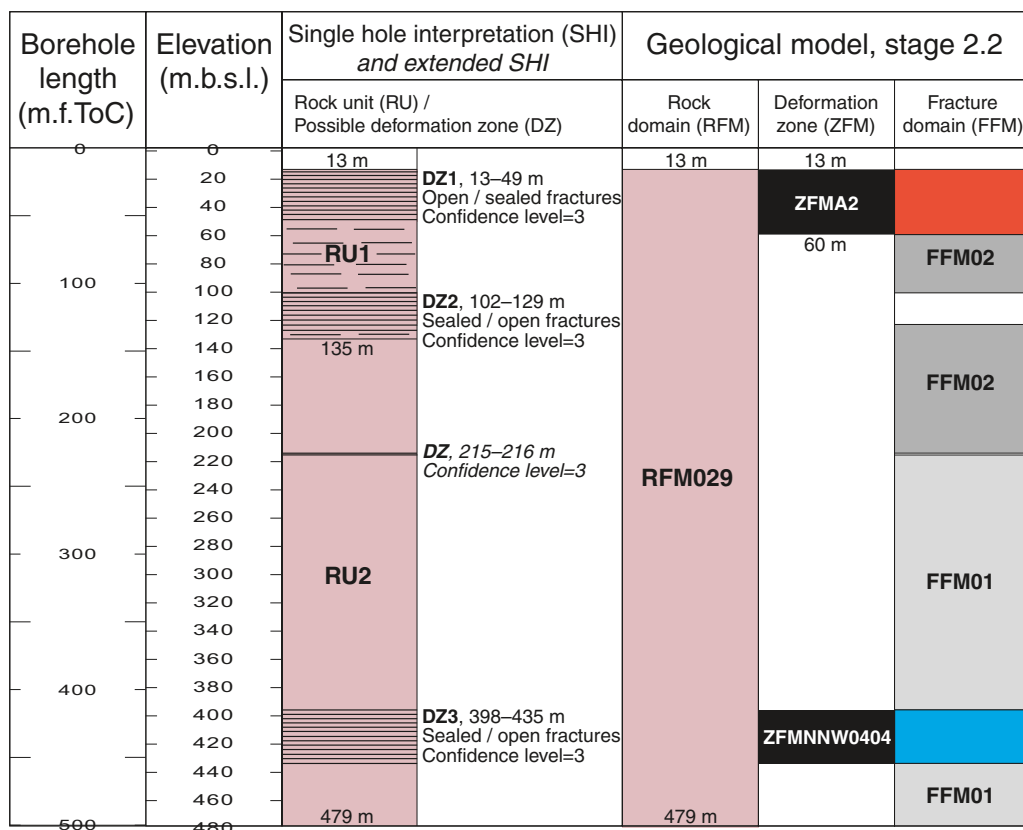 Borehole
length
(m.f.ToC)
Elevation
(m.b.s.l.)
Single hole interpretation (SHI)
and extended SHI
Geological model, stage 2.2
Rock unit (RU) /
Possible deformation zone (DZ)
Rock
domain (RFM)
Deformation
zone (ZFM)
Fracture
domain (FFM)
0
100
200
300
400
500
0
20
40
60
80
100
120
140
160
180
200
220
240
260
280
300
320
340
360
380
400
420
440
460
480
13 m
RU1
135 m
RU2
479 m
DZ1, 13–49 m
Open / sealed fractures
Confidence level=3
DZ2, 102–129 m
Sealed / open fractures
Confidence level=3
DZ, 215–216 m
Confidence level=3
DZ3, 398–435 m
Sealed / open fractures
Confidence level=3
13 m
RFM029
479 m
13 m
ZFMA2
60 m
ZFMNNW0404
FFM02
FFM02
FFM01
FFM01